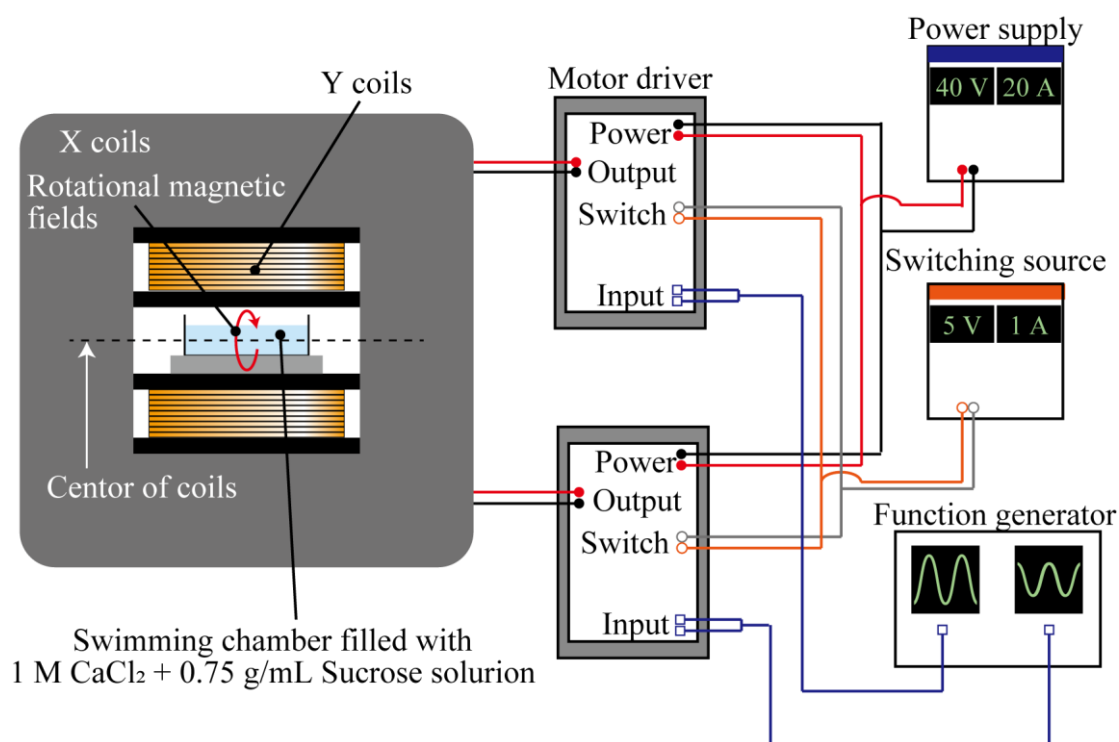 Power supply
40 V 20 A
Y coils
Motor driver
X coils
Rotational magnetic
fields
Power
Output
Switch
Input
Switching source
5 V 1 A
Centor of coils
Power
Output
Switch
Input
Function generator
Swimming chamber filled with
1 M CaCl₂ + 0.75 g/mL Sucrose solurion